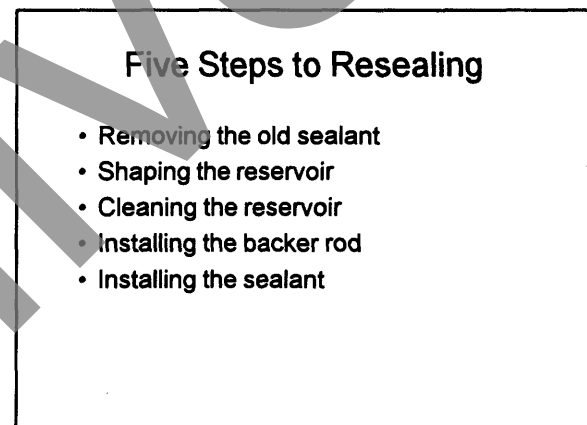 Five Steps to Resealing
• Removing the old sealant
• Shaping the reservoir
• Cleaning the reservoir
• Installing the backer rod
• Installing the sealant